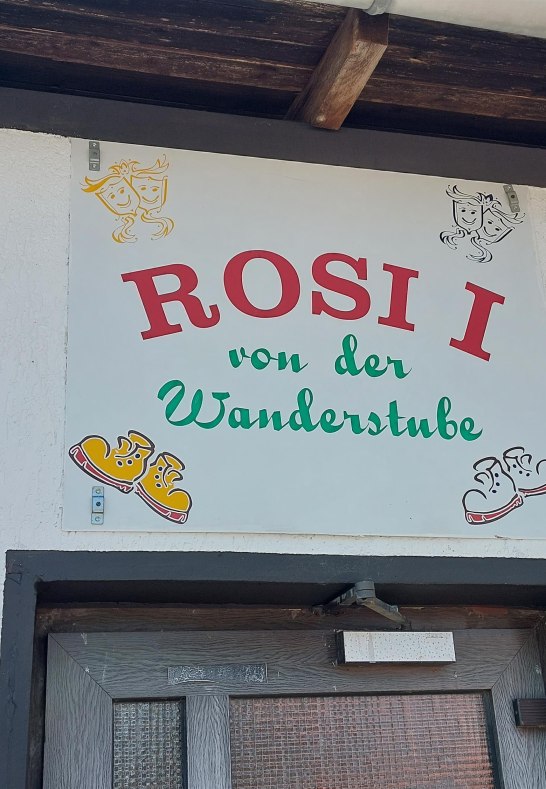 ROSI I
von der
Wanderstube